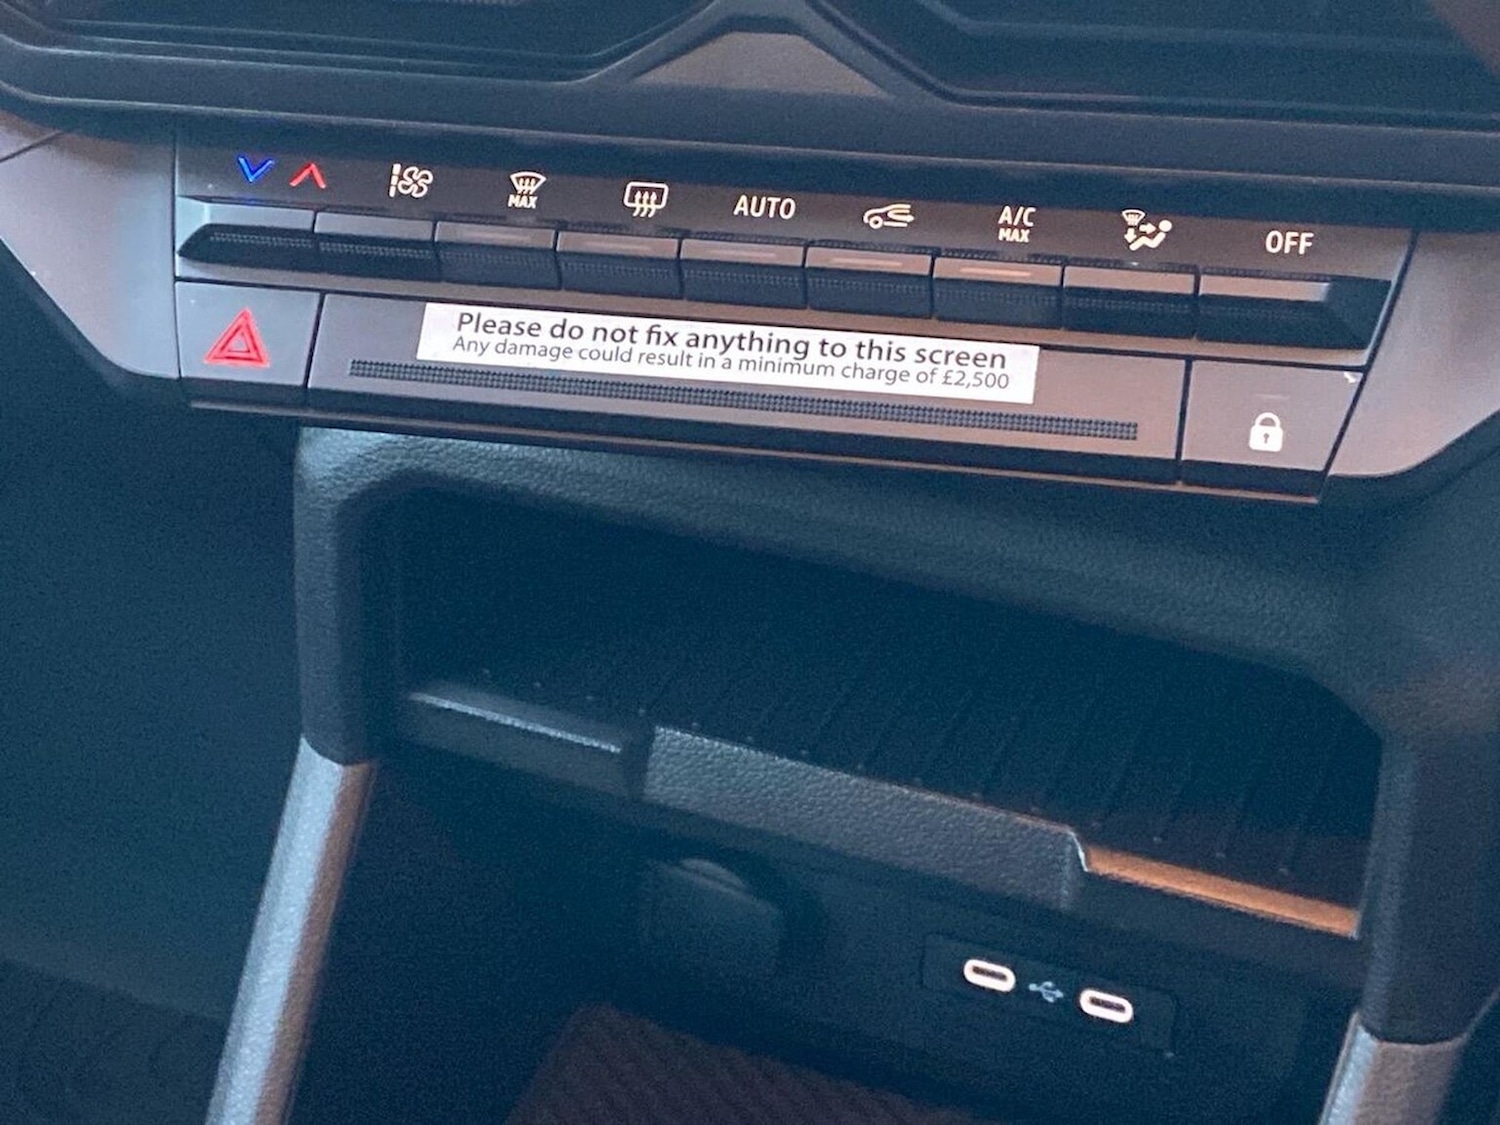 MAX
AUTO
A/C
MAX
OFF
Please do not fix anything to this screen
Any damage could result in a minimum charge of £2,500